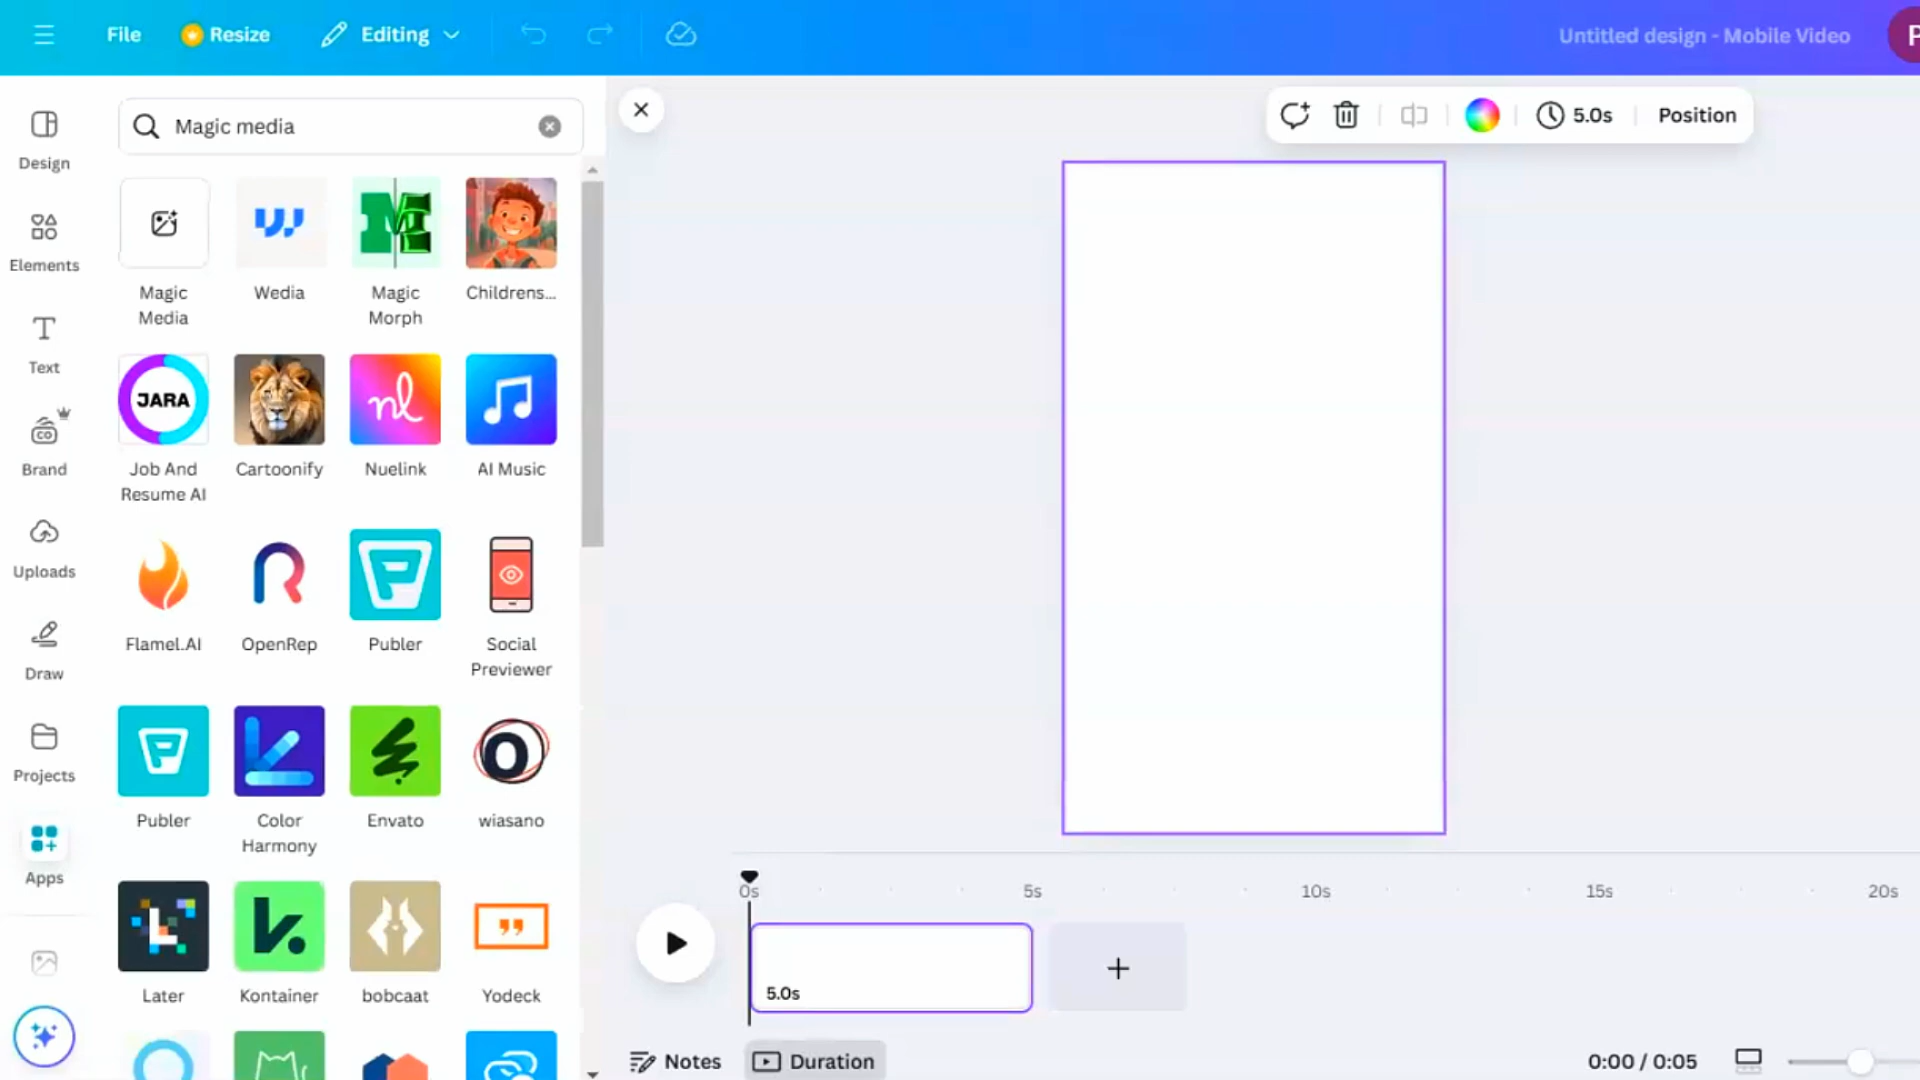 File Resize Editing Untitled design - Mobile Video P
Magic media
5.0s Position
Design
Elements
Text
Brand
Uploads
Draw
Projects
Apps
Magic Media
Wedia
Magic Morph
Childrens...
JARA
Job And Resume AI
Cartoonify
nl
Nuelink
AI Music
Flamel.AI
OpenRep
Publer
Social Previewer
Publer
Color Harmony
Envato
wiasano
Later
Kontainer
bobcaat
Yodeck
0s 5s 10s 15s 20s
5.0s
Notes Duration 0:00 / 0:05